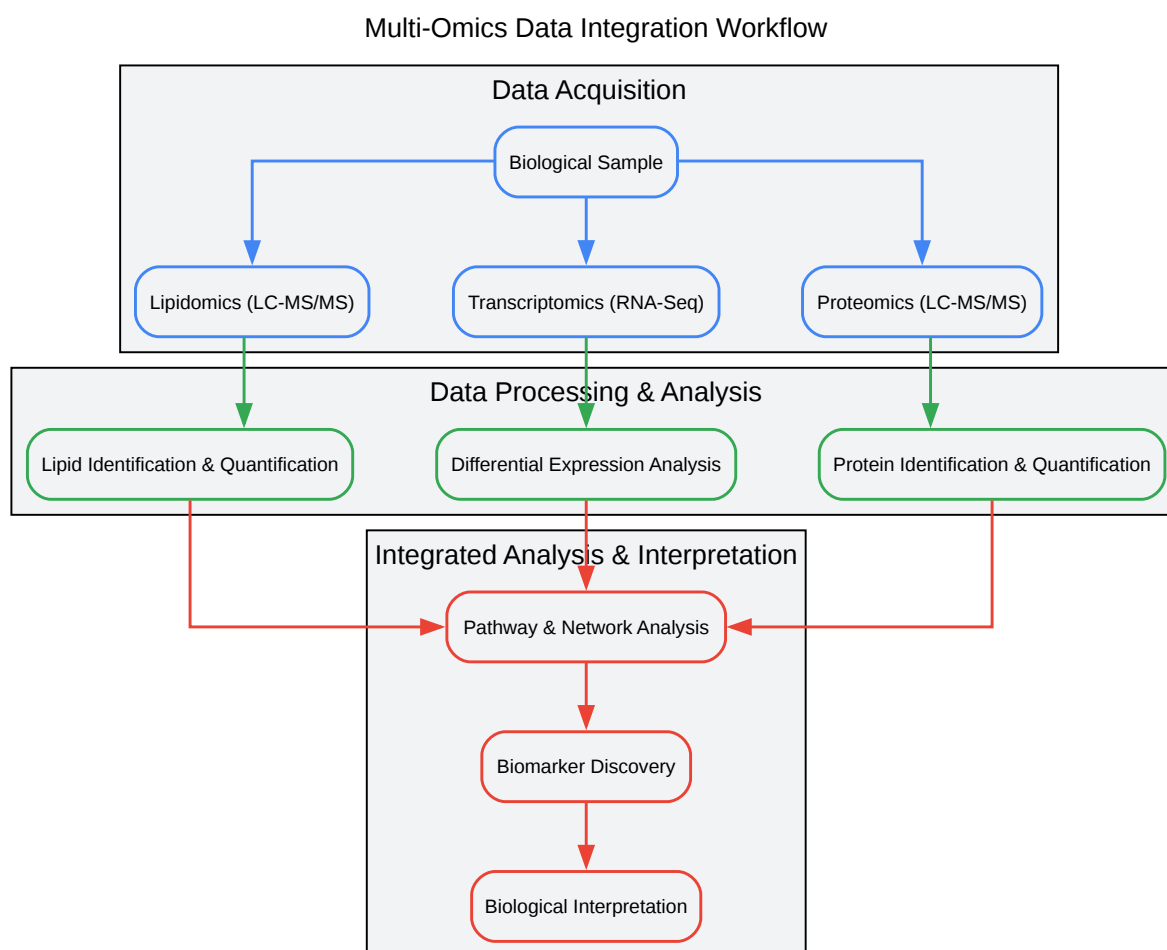 Multi-Omics Data Integration Workflow
Data Acquisition
Biological Sample
Lipidomics (LC-MS/MS)
Transcriptomics (RNA-Seq)
Proteomics (LC-MS/MS)
Data Processing & Analysis
Lipid Identification & Quantification
Differential Expression Analysis
Protein Identification & Quantification
Integrated Analysis & Interpretation
Pathway & Network Analysis
Biomarker Discovery
Biological Interpretation